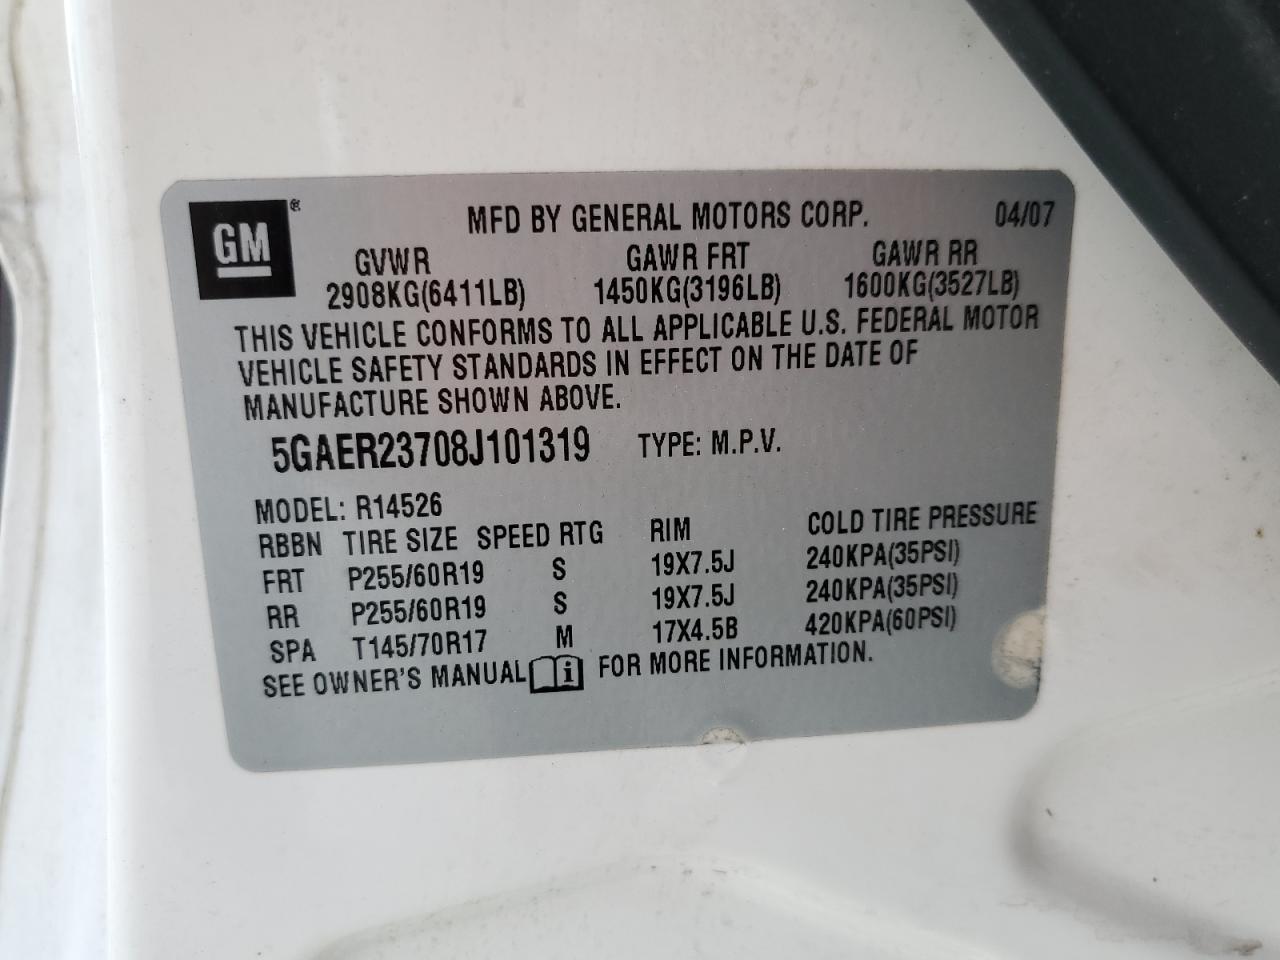 GM ®
MFD BY GENERAL MOTORS CORP. 04/07
GVWR GAWR FRT GAWR RR
2908KG(6411LB) 1450KG(3196LB) 1600KG(3527LB)
THIS VEHICLE CONFORMS TO ALL APPLICABLE U.S. FEDERAL MOTOR
VEHICLE SAFETY STANDARDS IN EFFECT ON THE DATE OF
MANUFACTURE SHOWN ABOVE.
5GAER23708J101319 TYPE: M.P.V.
MODEL: R14526
RBBN TIRE SIZE SPEED RTG RIM COLD TIRE PRESSURE
FRT P255/60R19 S 19X7.5J 240KPA(35PSI)
RR P255/60R19 S 19X7.5J 240KPA(35PSI)
SPA T145/70R17 M 17X4.5B 420KPA(60PSI)
SEE OWNER'S MANUAL i FOR MORE INFORMATION.